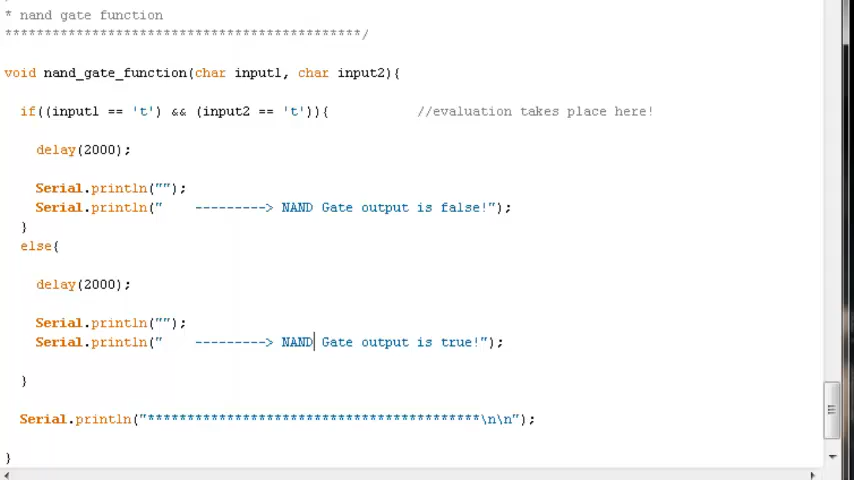 * nand gate function
*********************************************/
void nand_gate_function(char input1, char input2){
if((input1 == 't') && (input2 == 't')){ //evaluation takes place here!
delay(2000);
Serial.println("");
Serial.println(" ---------> NAND Gate output is false!");
}
else{
delay(2000);
Serial.println("");
Serial.println(" ---------> NAND Gate output is true!");
}
Serial.println("******************************************\n\n");
}